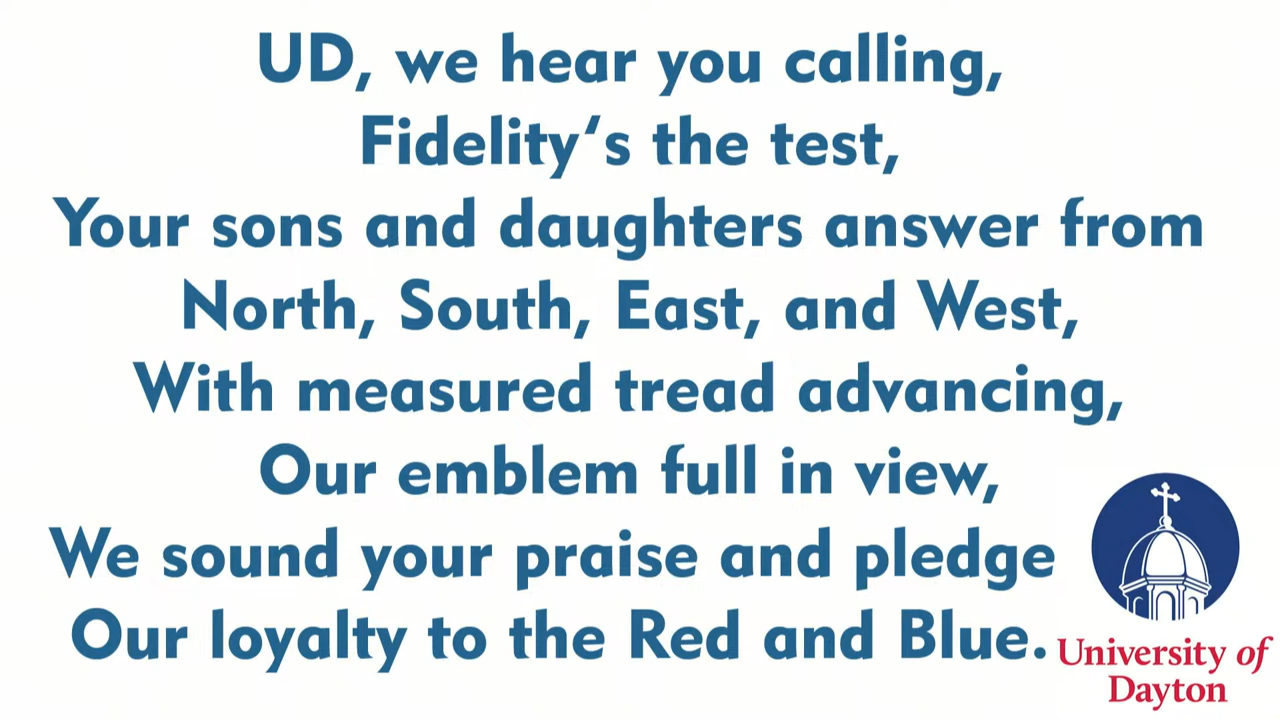 UD, we hear you calling,
Fidelity‘s the test,
Your sons and daughters answer from
North, South, East, and West,
With measured tread advancing,
Our emblem full in view,
We sound your praise and pledge
Our loyalty to the Red and Blue.
University of
Dayton